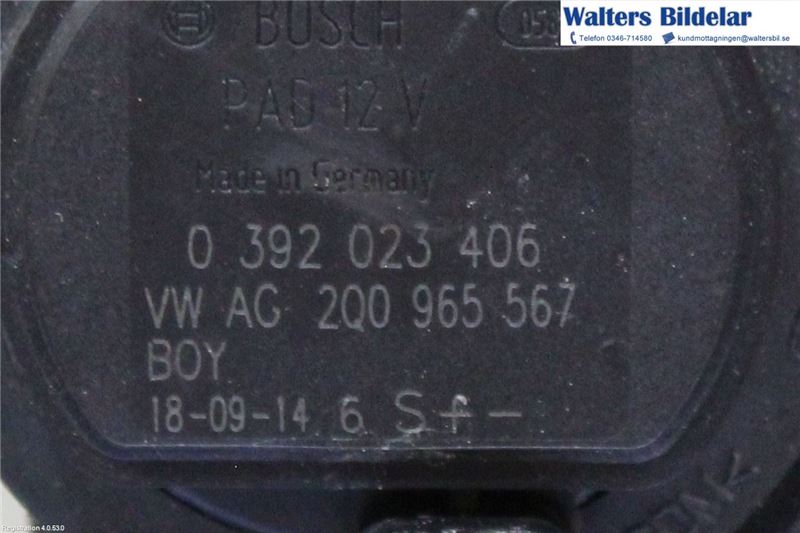 Walters Bildelar
Telefon 0346-714580 kundmottagningen@waltersbil.se
BOSCH
PAD 12 V
Made in Germany
0 392 023 406
VW AG 2Q0 965 567
BOY
18-09-14 6 S + -
Registration 4.0.53.0